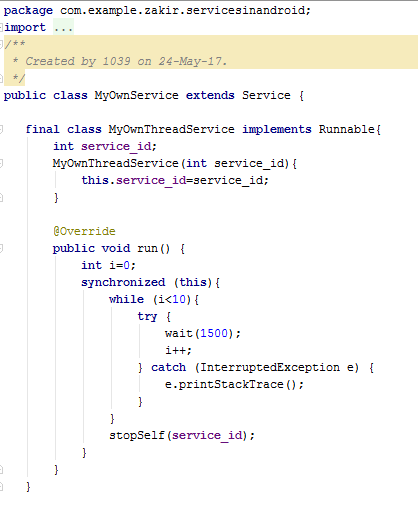 package com.example.zakir.servicesinandroid;
import ...
/**
 * Created by 1039 on 24-May-17.
 */
public class MyOwnService extends Service {
final class MyOwnThreadService implements Runnable{
int service_id;
MyOwnThreadService(int service_id){
this.service_id=service_id;
}
@Override
public void run() {
int i=0;
synchronized (this){
while (i<10){
try {
wait(1500);
i++;
} catch (InterruptedException e) {
e.printStackTrace();
}
}
stopSelf(service_id);
}
}
}